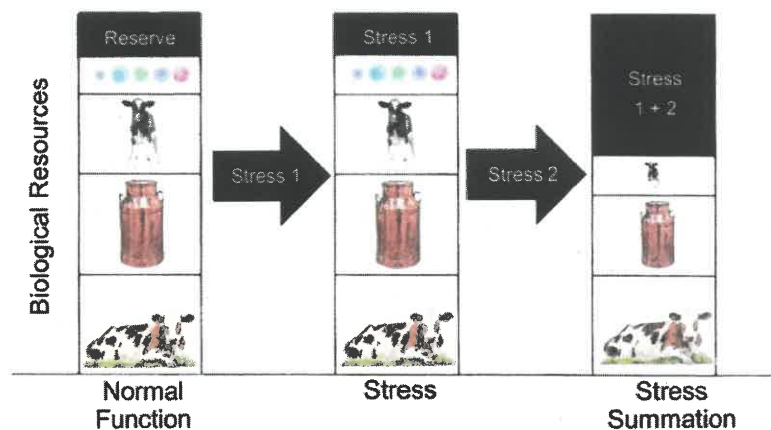 Biological Resources
Reserve
Stress 1
Stress 1
Stress 2
Stress
1 + 2
Normal
Function
Stress
Stress
Summation